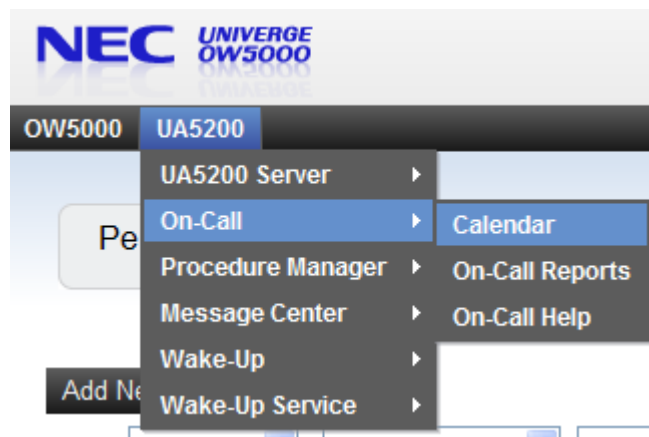 NEC UNIVERGE
OW5000
OW5000 UA5200
UA5200 Server
On-Call
Calendar
Pe
Procedure Manager
On-Call Reports
Message Center
On-Call Help
Wake-Up
Add Ne
Wake-Up Service